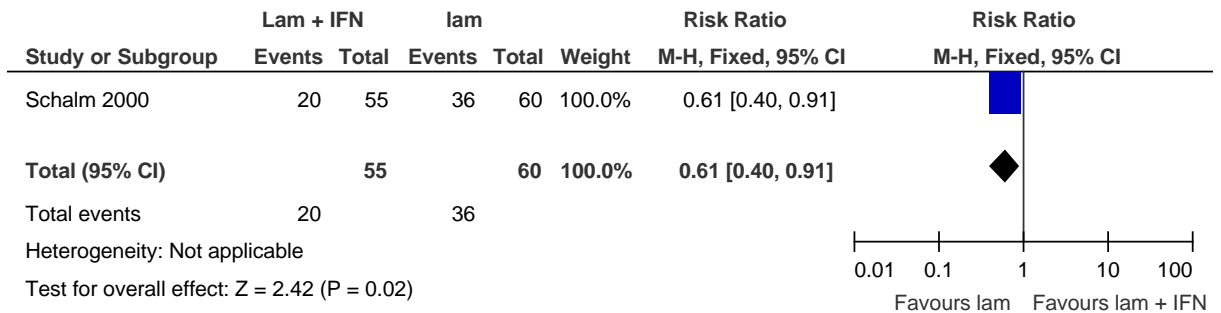 Lam + IFN lam Risk Ratio Risk Ratio
Study or Subgroup Events Total Events Total Weight M-H, Fixed, 95% CI M-H, Fixed, 95% CI
Schalm 2000 20 55 36 60 100.0% 0.61 [0.40, 0.91]
Total (95% CI) 55 60 100.0% 0.61 [0.40, 0.91]
Total events 20 36
Heterogeneity: Not applicable
Test for overall effect: Z = 2.42 (P = 0.02)
0.01 0.1 1 10 100
Favours lam Favours lam + IFN